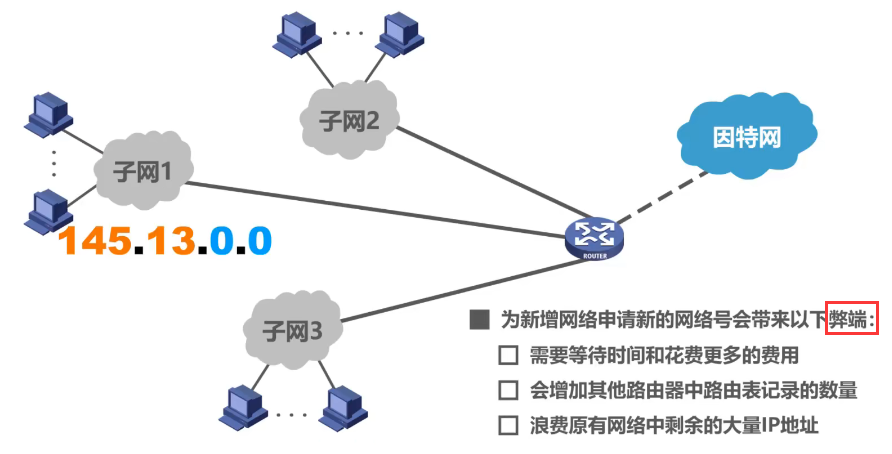 子网2
因特网
子网1
145.13.0.0
ROUTER
子网3
为新增网络申请新的网络号会带来以下弊端：
需要等待时间和花费更多的费用
会增加其他路由器中路由表记录的数量
浪费原有网络中剩余的大量IP地址